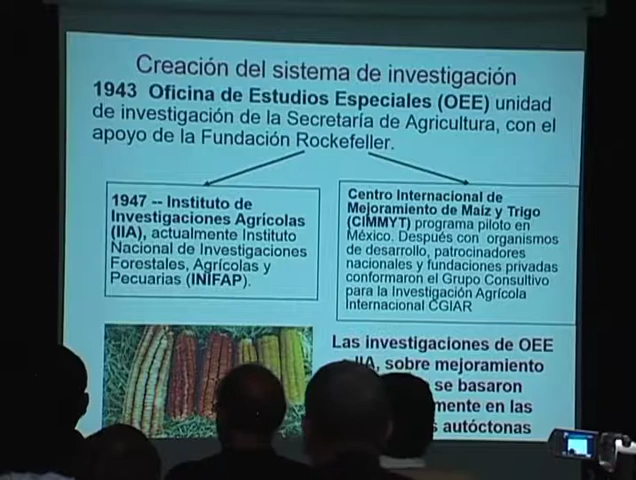 Creación del sistema de investigación
1943 Oficina de Estudios Especiales (OEE) unidad
de investigación de la Secretaría de Agricultura, con el
apoyo de la Fundación Rockefeller.
1947 -- Instituto de
Investigaciones Agrícolas
(IIA), actualmente Instituto
Nacional de Investigaciones
Forestales, Agrícolas y
Pecuarias (INIFAP).
Centro Internacional de
Mejoramiento de Maíz y Trigo
(CIMMYT) programa piloto en
México. Después con organismos
de desarrollo, patrocinadores
nacionales y fundaciones privadas
conformaron el Grupo Consultivo
para la Investigación Agrícola
Internacional CGIAR
Las investigaciones de OEE
IIA, sobre mejoramiento
se basaron
mente en las
autóctonas